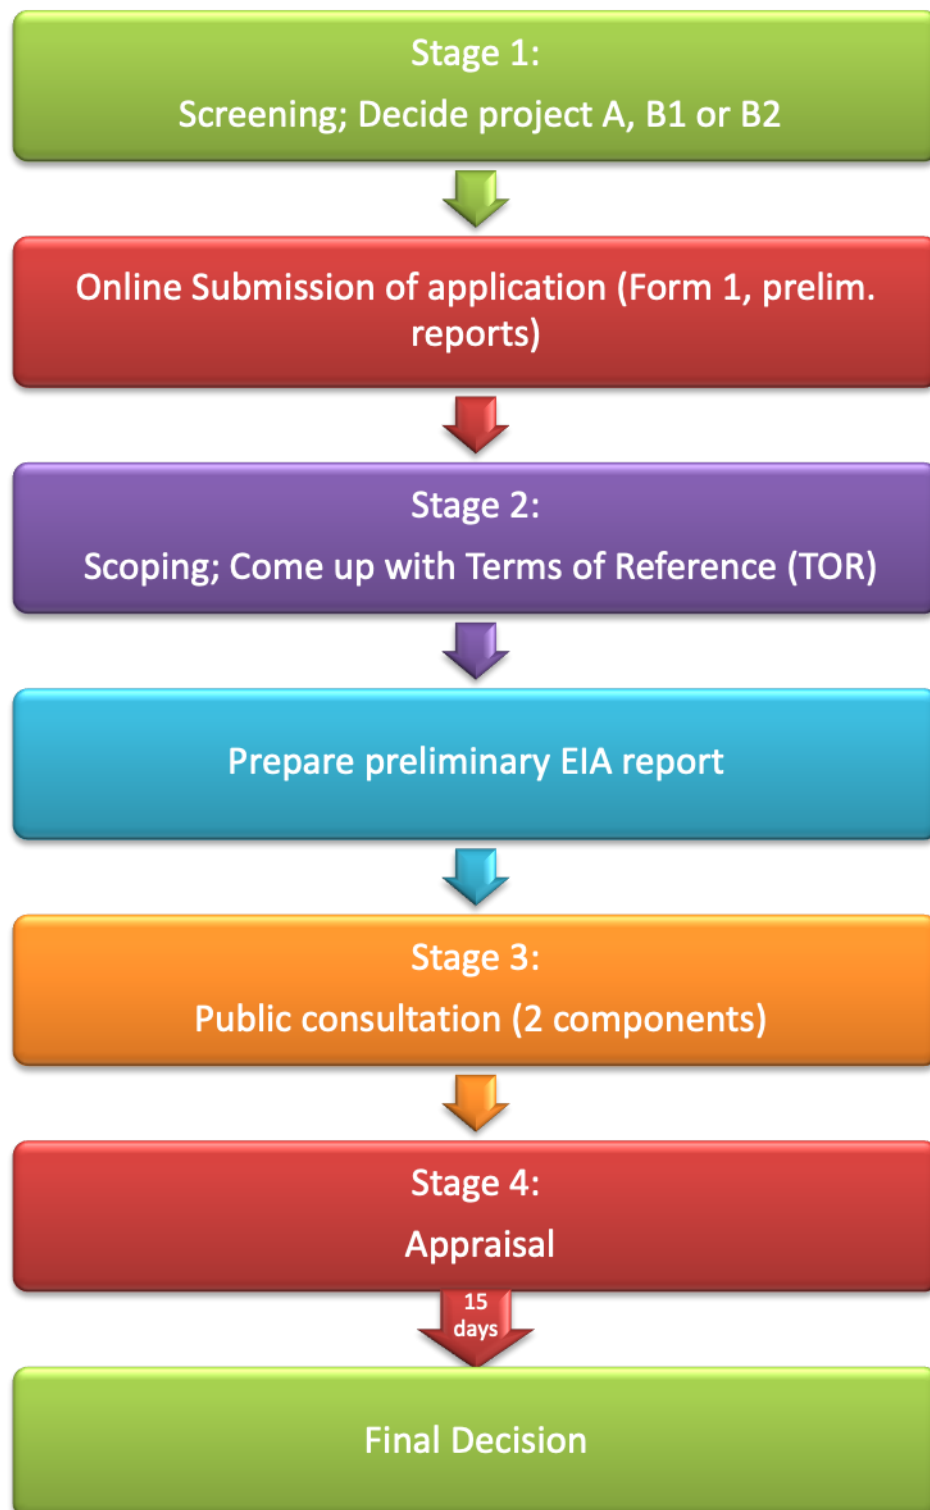 Stage 1:
Screening; Decide project A, B1 or B2
Online Submission of application (Form 1, prelim.
reports)
Stage 2:
Scoping; Come up with Terms of Reference (TOR)
Prepare preliminary EIA report
Stage 3:
Public consultation (2 components)
Stage 4:
Appraisal
15
days
Final Decision